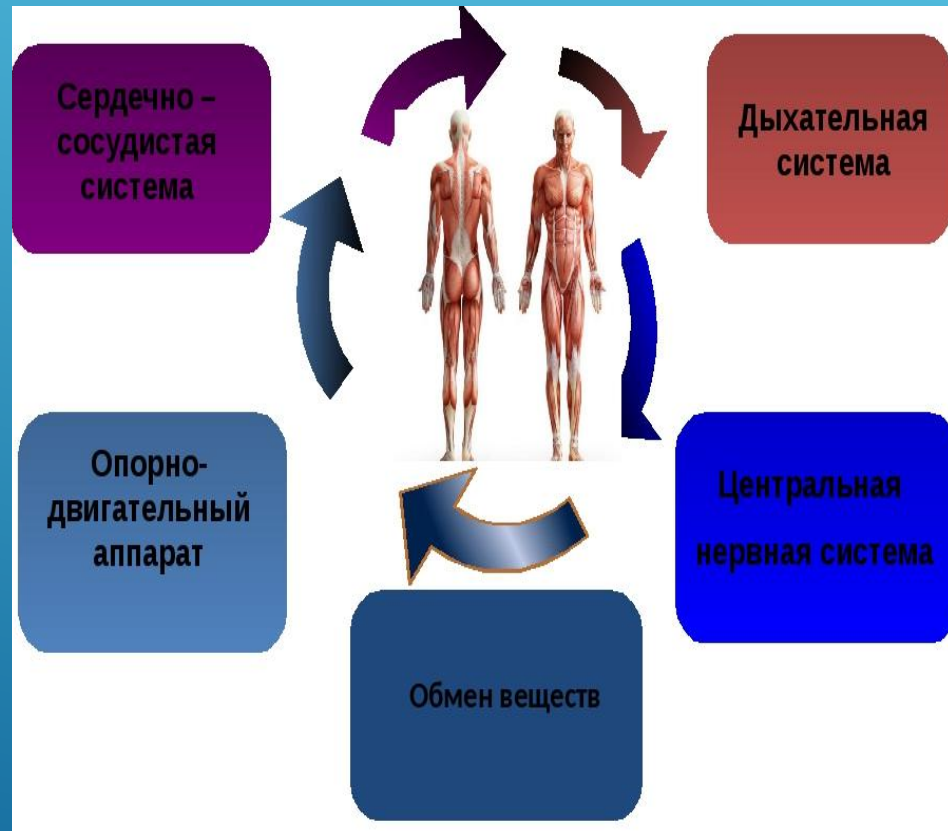 Сердечно –
сосудистая
система
Дыхательная
система
Опорно-
двигательный
аппарат
Центральная
нервная система
Обмен веществ